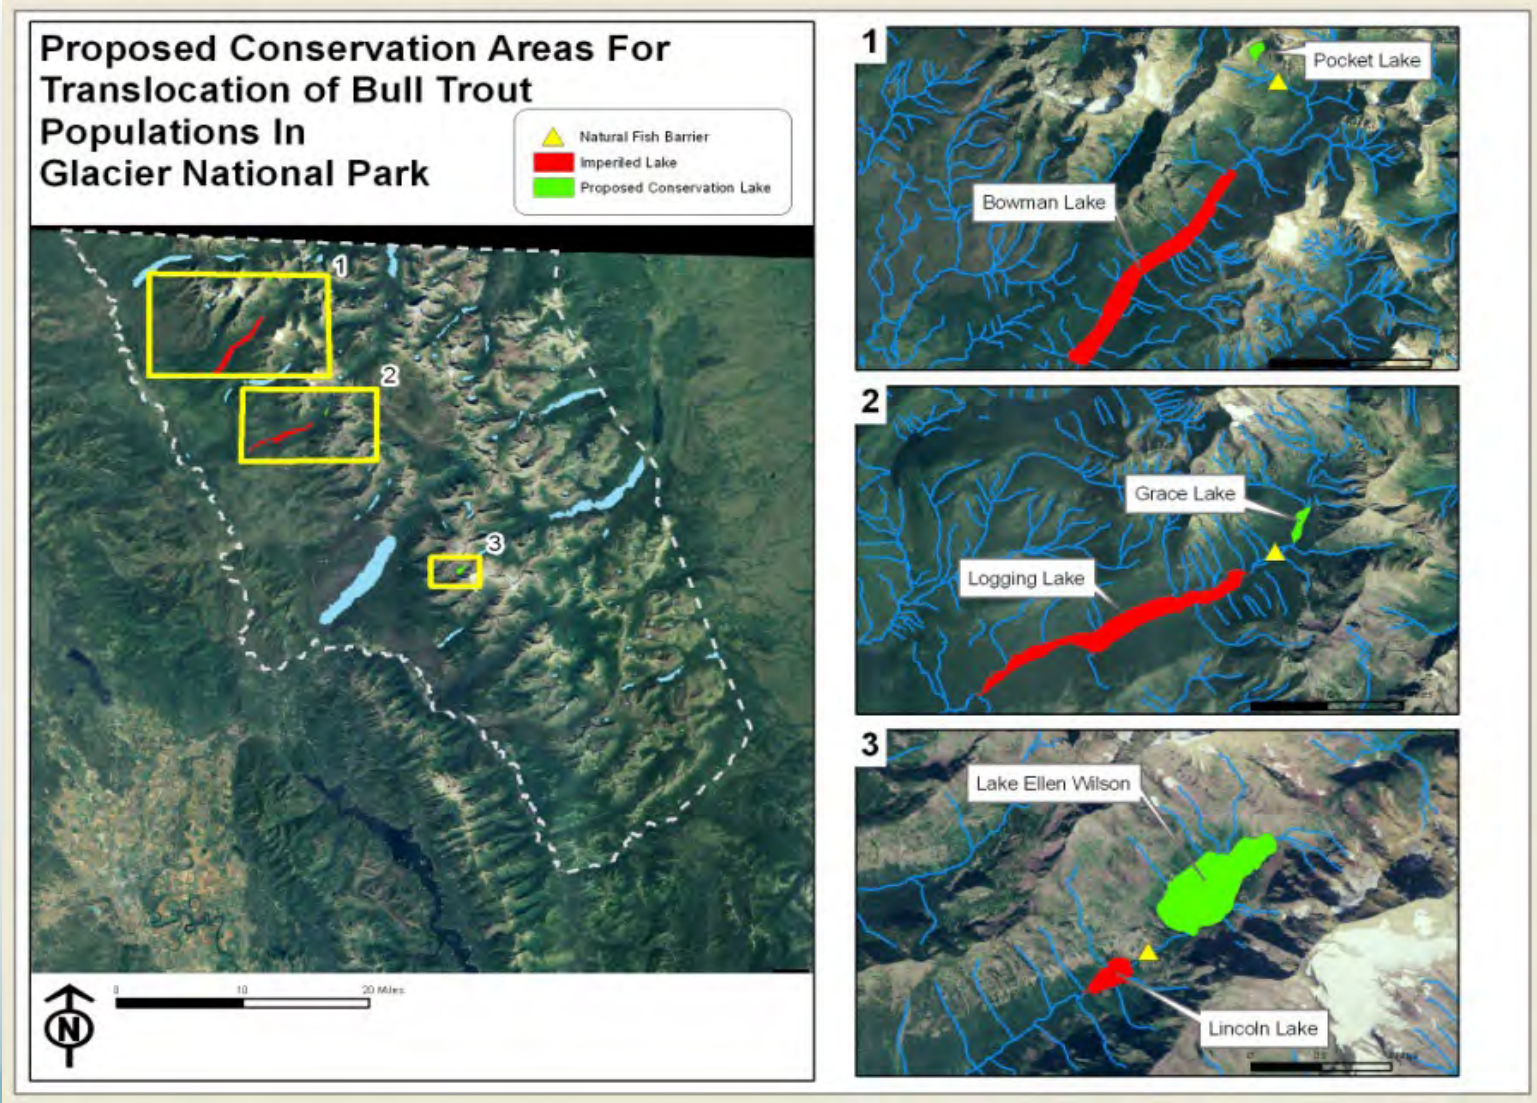 Proposed Conservation Areas For
Translocation of Bull Trout
Populations In
Glacier National Park
Natural Fish Barrier
Imperiled Lake
Proposed Conservation Lake
1
2
3
N
0 10 20 Miles
1
Pocket Lake
Bowman Lake
2
Grace Lake
Logging Lake
3
Lake Ellen Wilson
Lincoln Lake